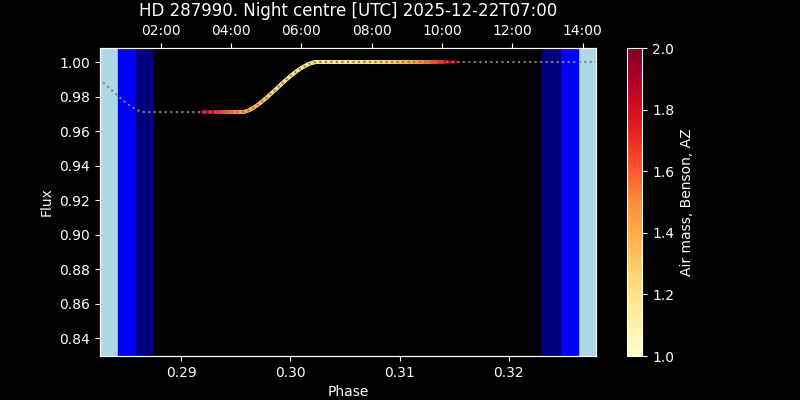 HD 287990. Night centre [UTC] 2025-12-22T07:00
02:00 04:00 06:00 08:00 10:00 12:00 14:00
1.00
0.98
0.96
0.94
0.92
0.90
0.88
0.86
0.84
Flux
0.29 0.30 0.31 0.32
Phase
2.0
1.8
1.6
1.4
1.2
1.0
Air mass, Benson, AZ